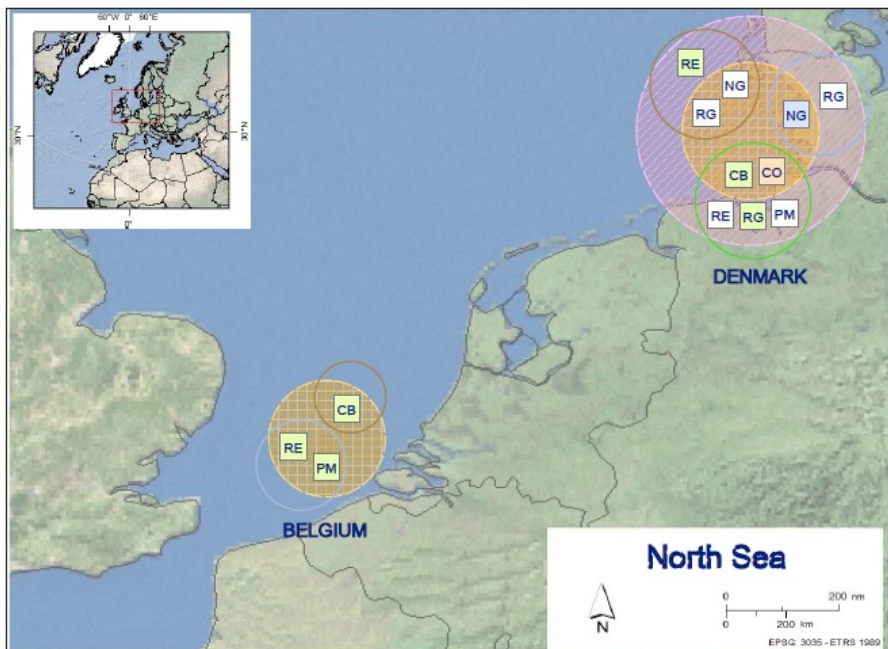 60°W 0° 60°E
30°N
30°N
0°
RE
NG
RG
RG
NG
CB
CO
RE
RG
PM
DENMARK
CB
RE
PM
BELGIUM
North Sea
N
0 200 nm
0 200 km
EPSG: 3035 - ETRS 1989